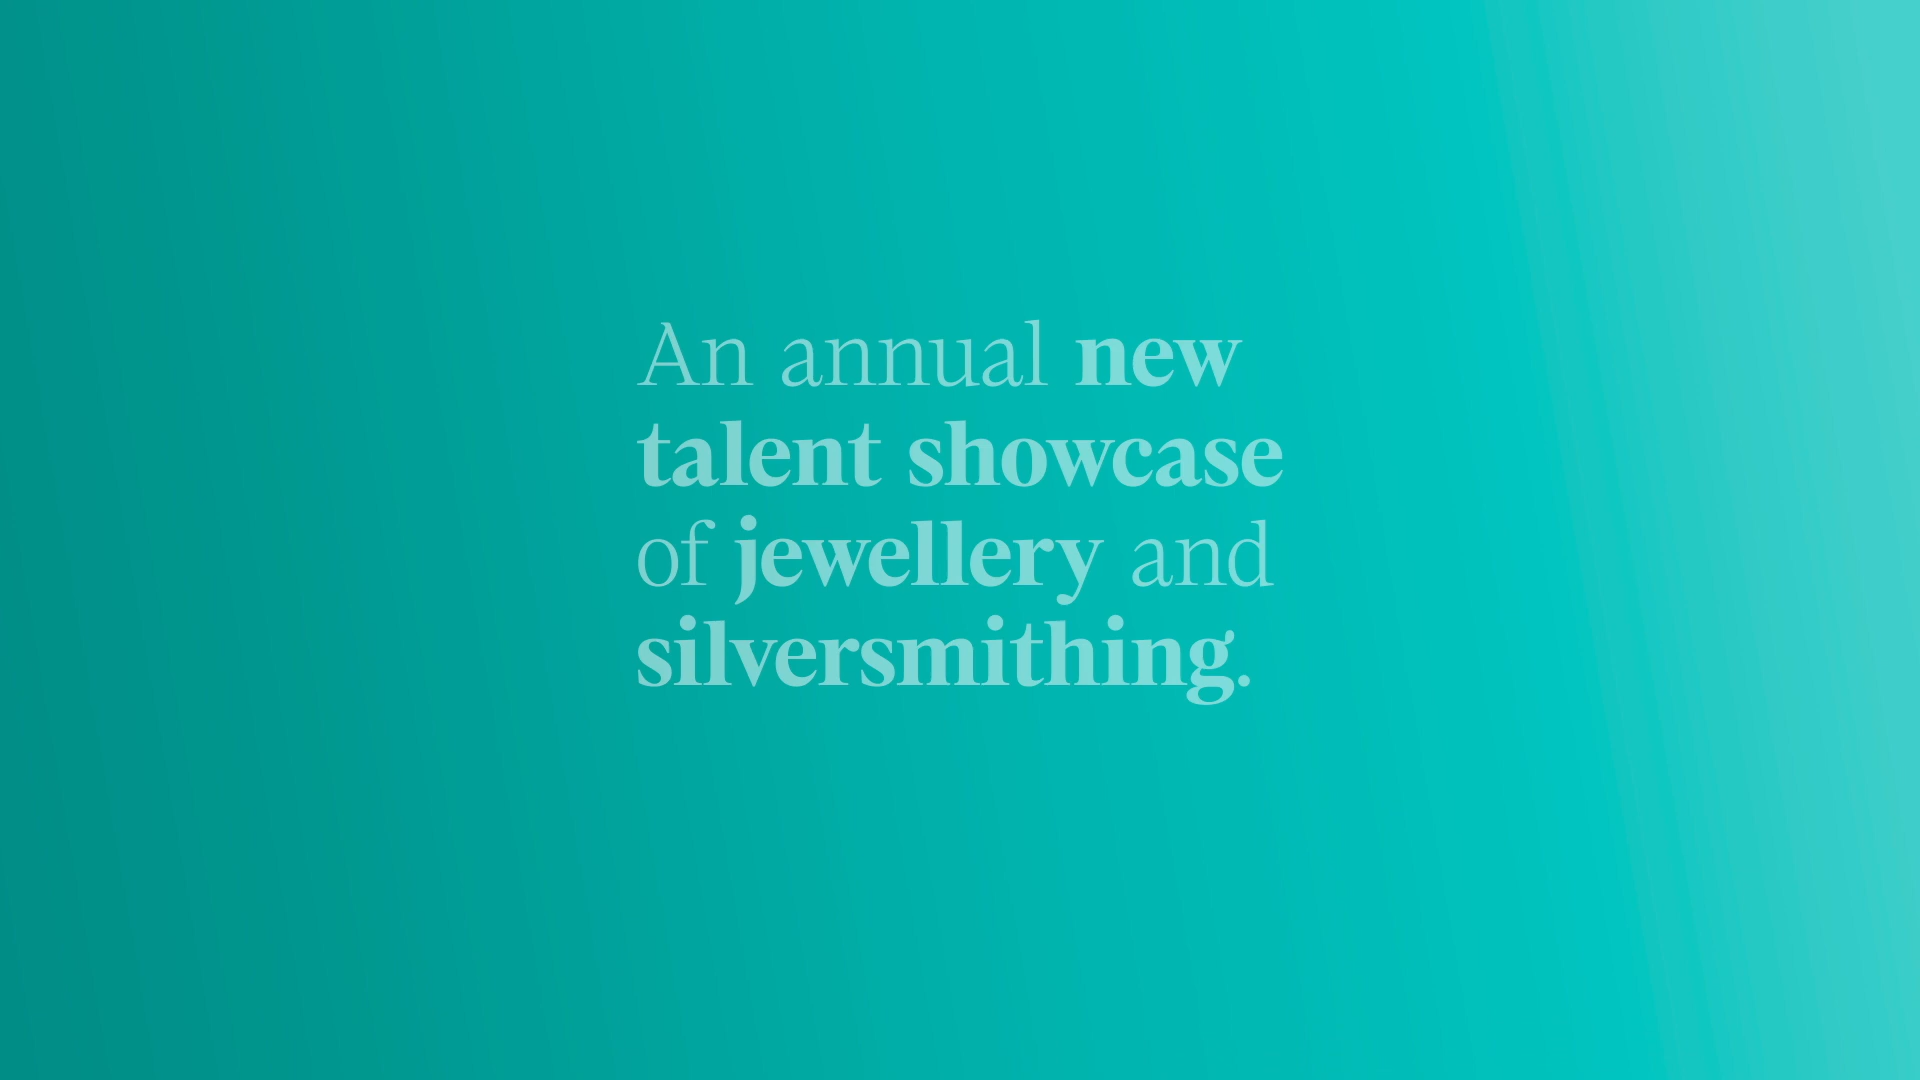 An annual new
talent showcase
of jewellery and
silversmithing.